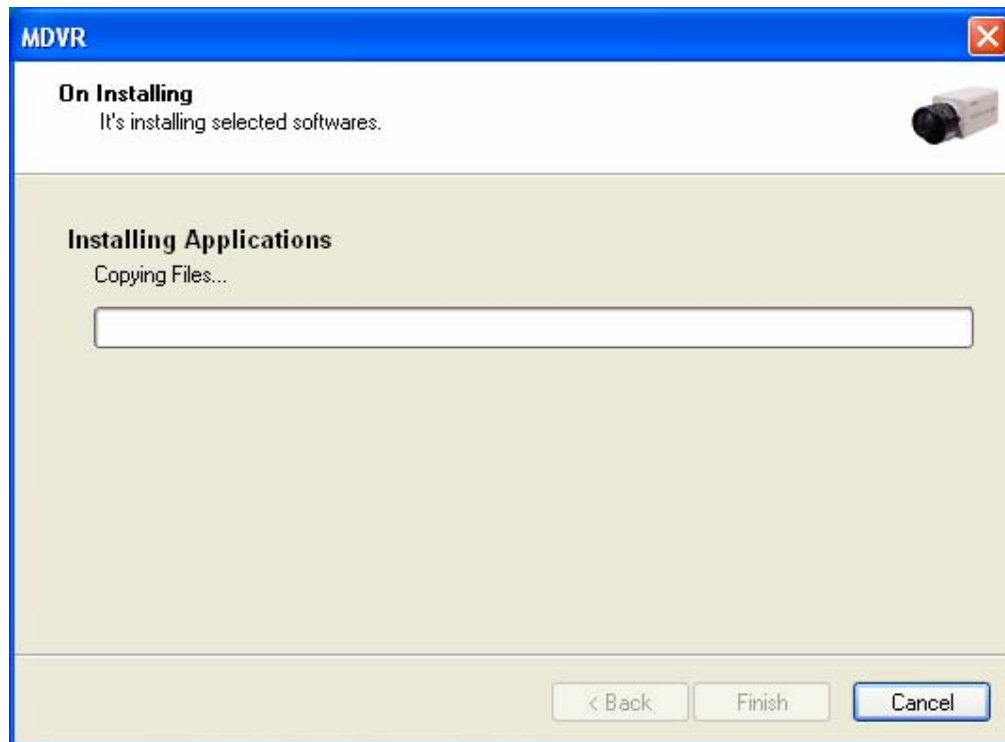 MDVR
On Installing
It's installing selected softwares.
Installing Applications
Copying Files...
< Back
Finish
Cancel